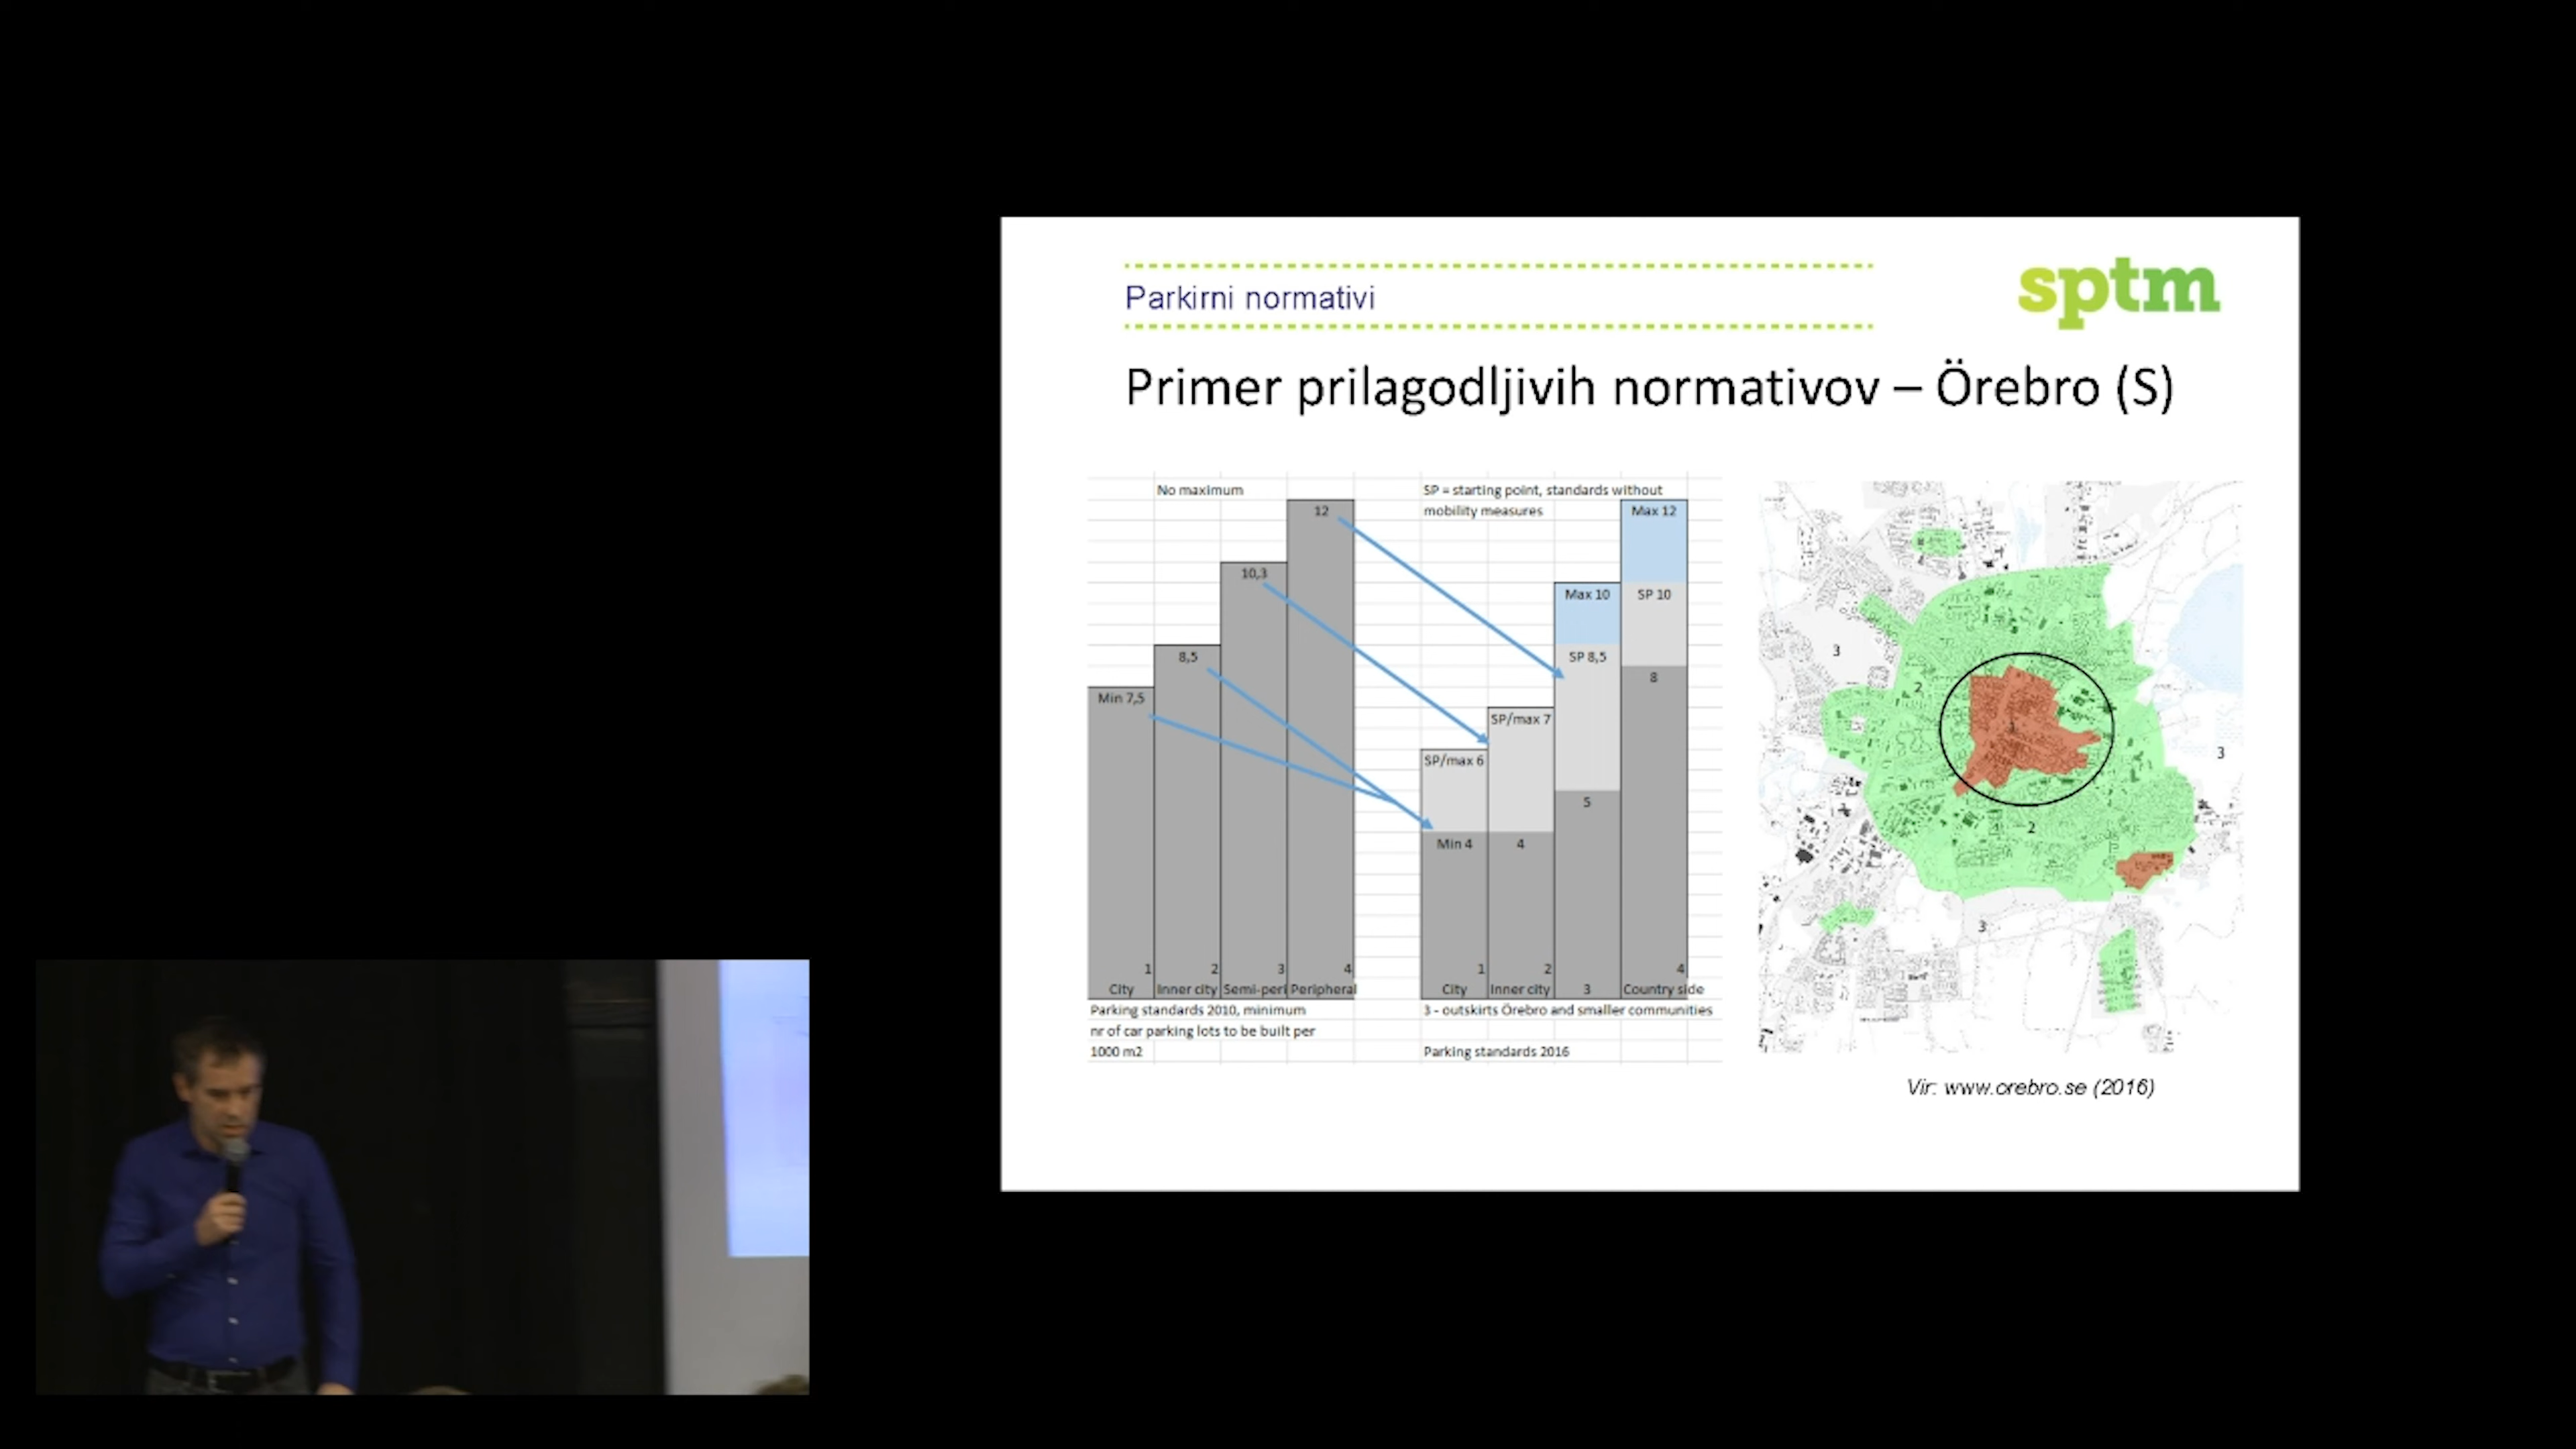 Parkirni normativi
sptm
Primer prilagodljivih normativov – Örebro (S)
No maximum
12
10,3
8,5
Min 7,5
1
2
3
4
City
Inner city
Semi-peri
Peripheral
Parking standards 2010, minimum
nr of car parking lots to be built per
1000 m2
SP = starting point, standards without
mobility measures
Max 12
Max 10
SP 10
SP 8,5
8
SP/max 7
SP/max 6
5
Min 4
4
1
2
4
City
Inner city
3
Country side
3 - outskirts Örebro and smaller communities
Parking standards 2016
3
2
3
2
3
Vir: www.orebro.se (2016)